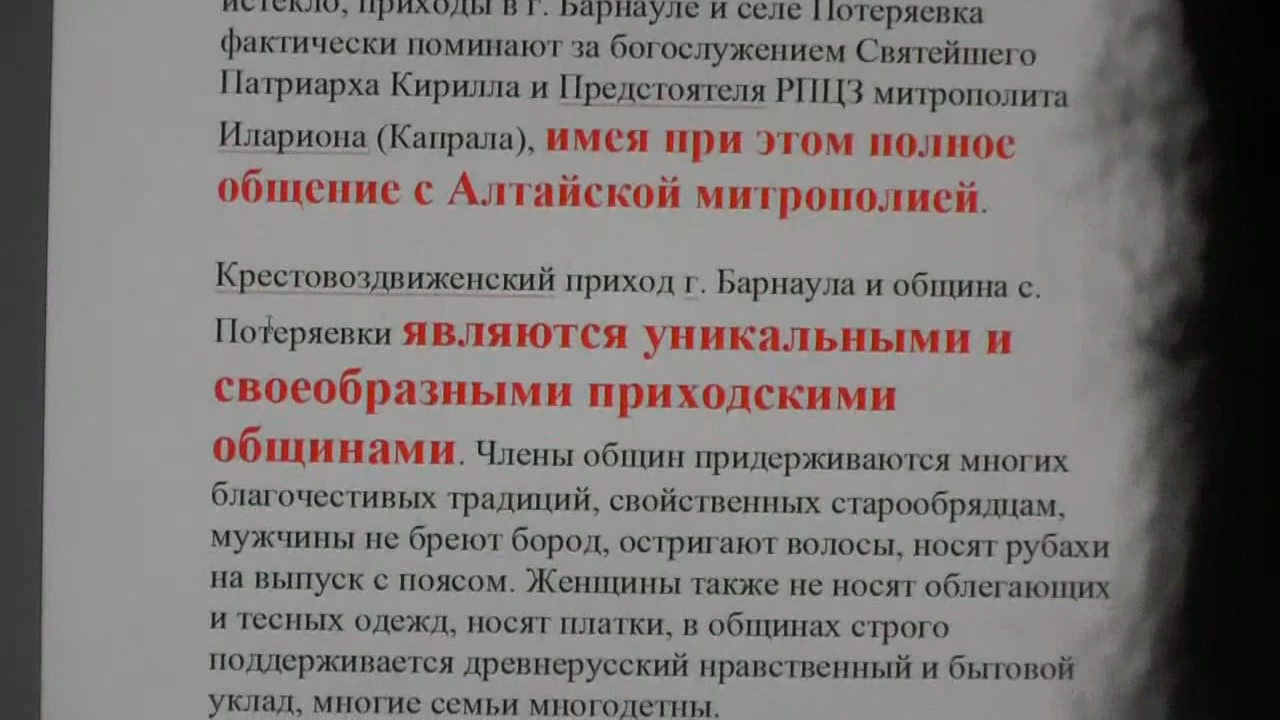 истекло, приходы в г. Барнауле и селе Потеряевка
фактически поминают за богослужением Святейшего
Патриарха Кирилла и Предстоятеля РПЦЗ митрополита
Илариона (Капрала), имея при этом полное
общение с Алтайской митрополией.
Крестовоздвиженский приход г. Барнаула и община с.
Потеряевки являются уникальными и
своеобразными приходскими
общинами. Члены общин придерживаются многих
благочестивых традиций, свойственных старообрядцам,
мужчины не бреют бород, остригают волосы, носят рубахи
на выпуск с поясом. Женщины также не носят облегающих
и тесных одежд, носят платки, в общинах строго
поддерживается древнерусский нравственный и бытовой
уклад, многие семьи многодетны.